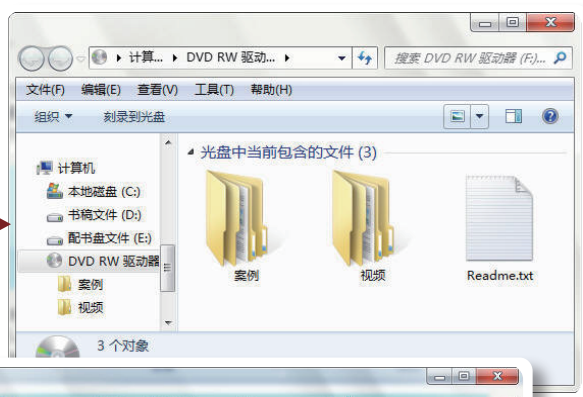 计算... ▸ DVD RW 驱动... ▸
搜索 DVD RW 驱动器 (F:)...
文件(F) 编辑(E) 查看(V) 工具(T) 帮助(H)
组织 刻录到光盘
计算机
本地磁盘 (C:)
书稿文件 (D:)
配书盘文件 (E:)
DVD RW 驱动器
案例
视频
光盘中当前包含的文件 (3)
案例
视频
Readme.txt
3 个对象